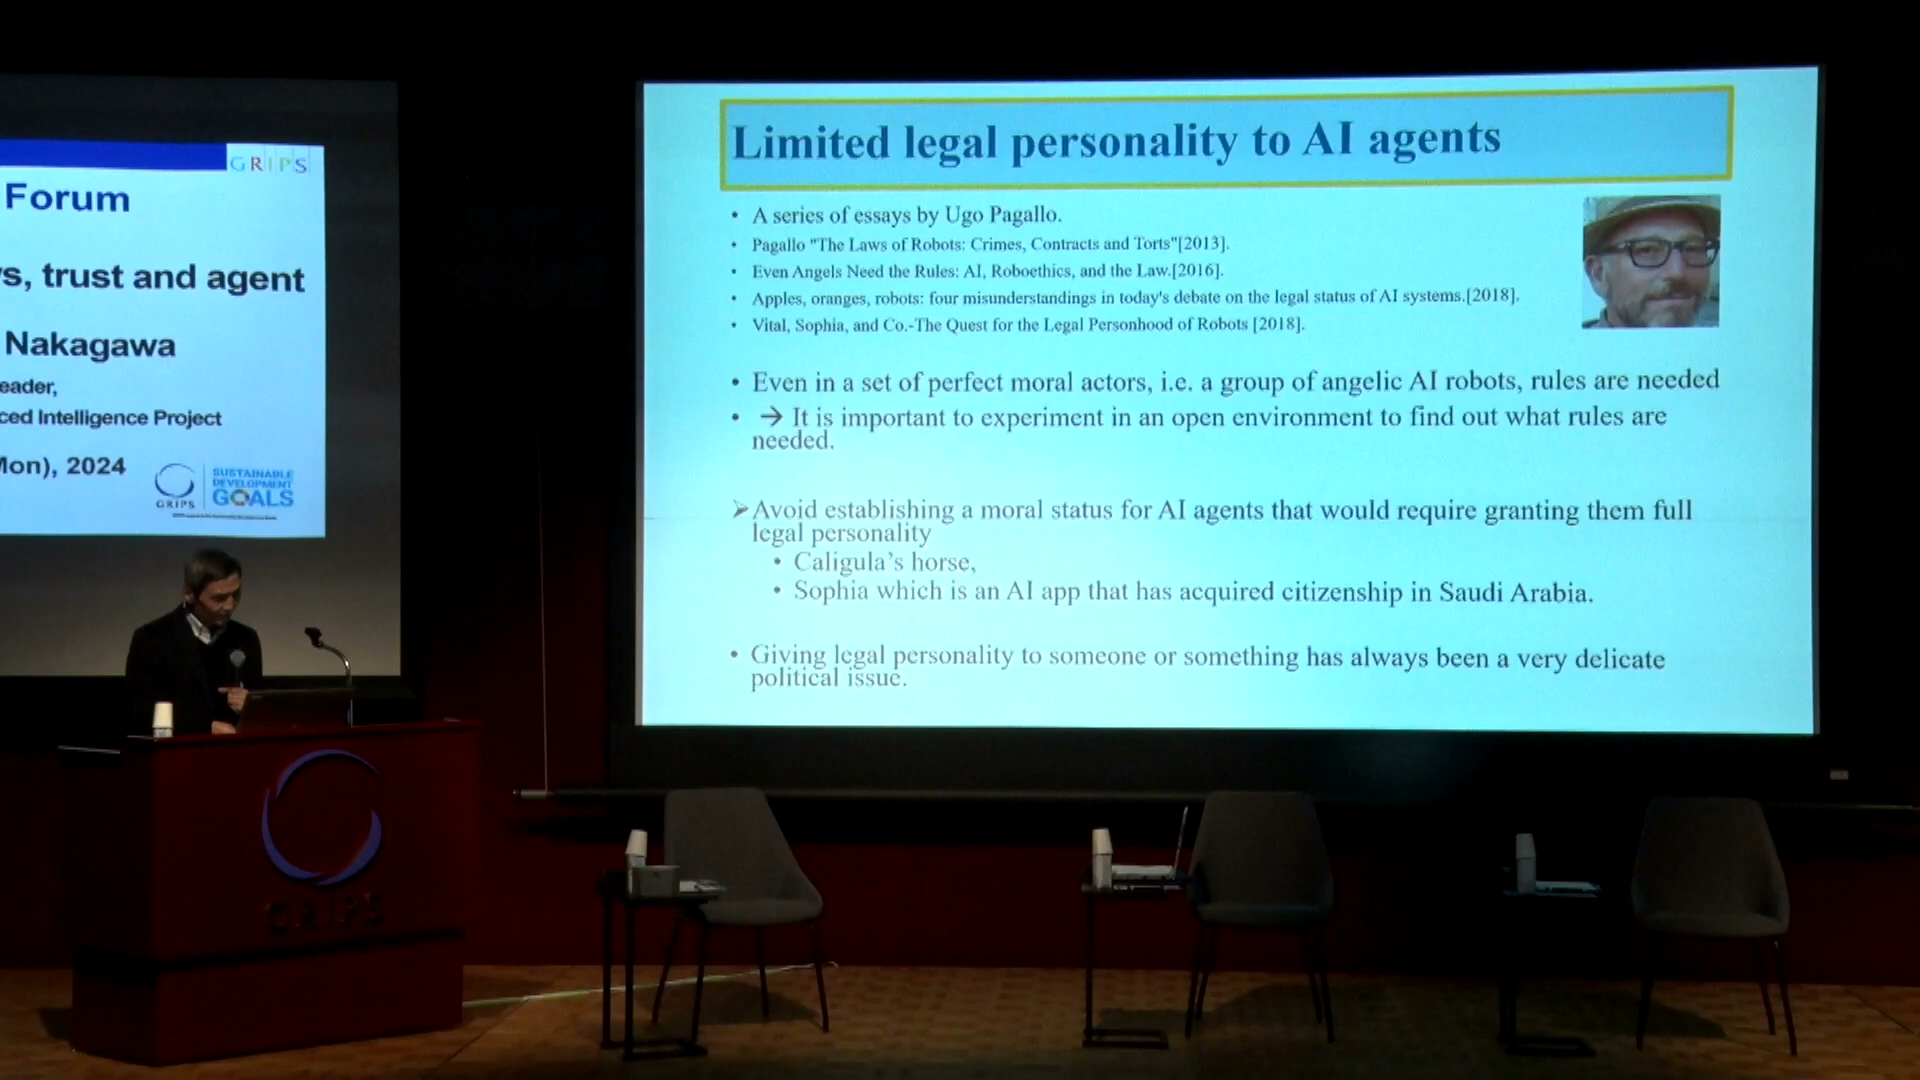 GRIPS
Forum
s, trust and agent
Nakagawa
eader,
ced Intelligence Project
on), 2024
GRIPS
SUSTAINABLE
DEVELOPMENT
GOALS
Limited legal personality to AI agents
• A series of essays by Ugo Pagallo.
• Pagallo "The Laws of Robots: Crimes, Contracts and Torts"[2013].
• Even Angels Need the Rules: AI, Roboethics, and the Law.[2016].
• Apples, oranges, robots: four misunderstandings in today's debate on the legal status of AI systems.[2018].
• Vital, Sophia, and Co.-The Quest for the Legal Personhood of Robots [2018].
• Even in a set of perfect moral actors, i.e. a group of angelic AI robots, rules are needed
• → It is important to experiment in an open environment to find out what rules are
needed.
➢ Avoid establishing a moral status for AI agents that would require granting them full
legal personality
• Caligula’s horse,
• Sophia which is an AI app that has acquired citizenship in Saudi Arabia.
• Giving legal personality to someone or something has always been a very delicate
political issue.
GRIPS